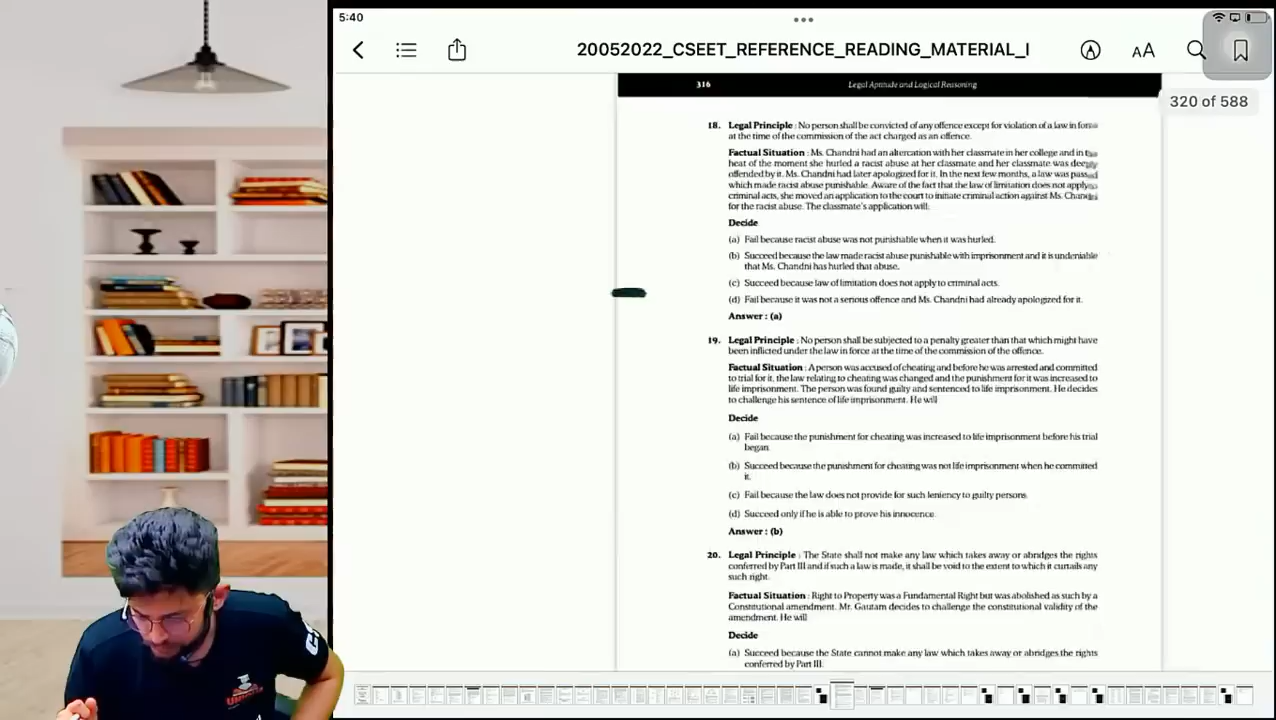 5:40
20052022_CSEET_REFERENCE_READING_MATERIAL_I
AA
320 of 588
316 Legal Aptitude and Logical Reasoning
18. Legal Principle : No person shall be convicted of any offence except for violation of a law in force
at the time of the commission of the act charged as an offence.
Factual Situation : Ms. Chandni had an altercation with her classmate in her college and in the
heat of the moment she hurled a racist abuse at her classmate and her classmate was deeply
offended by it. Ms. Chandni had later apologized for it. In the next few months, a law was passed
which made racist abuse punishable. Aware of the fact that the law of limitation does not apply to
criminal acts, she moved an application to the court to initiate criminal action against Ms. Chandni
for the racist abuse. The classmate's application will:
Decide
(a) Fail because racist abuse was not punishable when it was hurled.
(b) Succeed because the law made racist abuse punishable with imprisonment and it is undeniable
that Ms. Chandni has hurled that abuse.
(c) Succeed because law of limitation does not apply to criminal acts.
(d) Fail because it was not a serious offence and Ms. Chandni had already apologized for it.
Answer : (a)
19. Legal Principle : No person shall be subjected to a penalty greater than that which might have
been inflicted under the law in force at the time of the commission of the offence.
Factual Situation : A person was accused of cheating and before he was arrested and committed
to trial for it, the law relating to cheating was changed and the punishment for it was increased to
life imprisonment. The person was found guilty and sentenced to life imprisonment. He decides
to challenge his sentence of life imprisonment. He will
Decide
(a) Fail because the punishment for cheating was increased to life imprisonment before his trial
began.
(b) Succeed because the punishment for cheating was not life imprisonment when he committed
it.
(c) Fail because the law does not provide for such leniency to guilty persons.
(d) Succeed only if he is able to prove his innocence.
Answer : (b)
20. Legal Principle : The State shall not make any law which takes away or abridges the rights
conferred by Part III and if such a law is made, it shall be void to the extent to which it curtails any
such right.
Factual Situation : Right to Property was a Fundamental Right but was abolished as such by a
Constitutional amendment. Mr. Gautam decides to challenge the constitutional validity of the
amendment. He will
Decide
(a) Succeed because the State cannot make any law which takes away or abridges the rights
conferred by Part III.